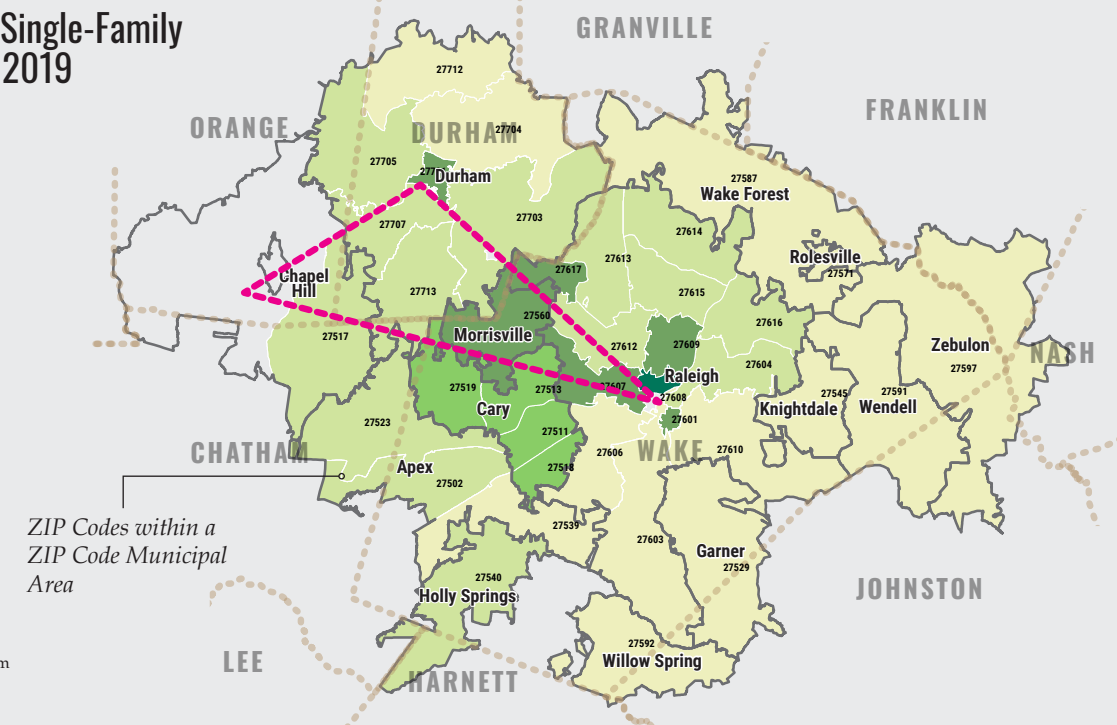 Single-Family
2019
GRANVILLE
FRANKLIN
ORANGE
DURHAM
27712
27704
27705
Durham
27703
27707
27587
Wake Forest
27614
27613
27617
Rolesville
27571
Chapel
Hill
27713
27615
27560
27616
Morrisville
27517
27612
27609
27604
Zebulon
27597
NASH
Raleigh
27519
27513
27607
27608
27545
27591
Knightdale
Wendell
Cary
27601
27523
27511
CHATHAM
27606
WAKE
27610
Apex
27518
27502
ZIP Codes within a
ZIP Code Municipal
Area
27539
27603
Garner
27529
27540
Holly Springs
JOHNSTON
27592
Willow Spring
LEE
HARNETT
m